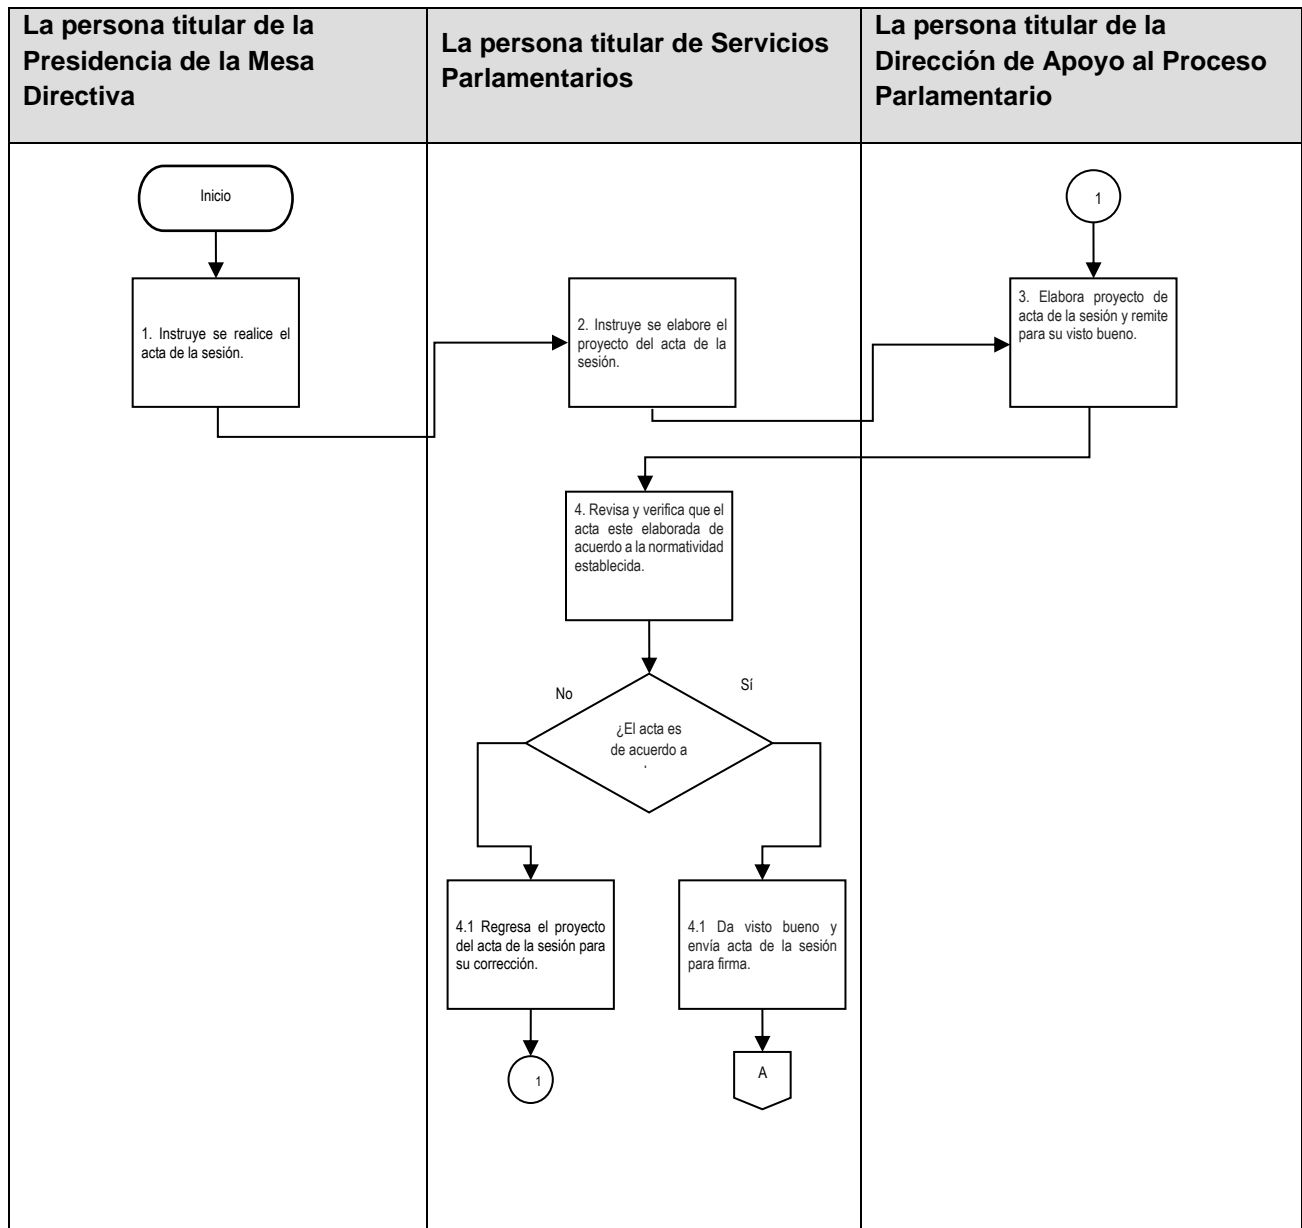 La persona titular de la
Presidencia de la Mesa
Directiva
La persona titular de Servicios
Parlamentarios
La persona titular de la
Dirección de Apoyo al Proceso
Parlamentario
Inicio
1
1. Instruye se realice el
acta de la sesión.
2. Instruye se elabore el
proyecto del acta de la
sesión.
3. Elabora proyecto de
acta de la sesión y remite
para su visto bueno.
4. Revisa y verifica que el
acta este elaborada de
acuerdo a la normatividad
establecida.
No
Sí
¿El acta es
de acuerdo a
4.1 Regresa el proyecto
del acta de la sesión para
su corrección.
4.1 Da visto bueno y
envía acta de la sesión
para firma.
1
A